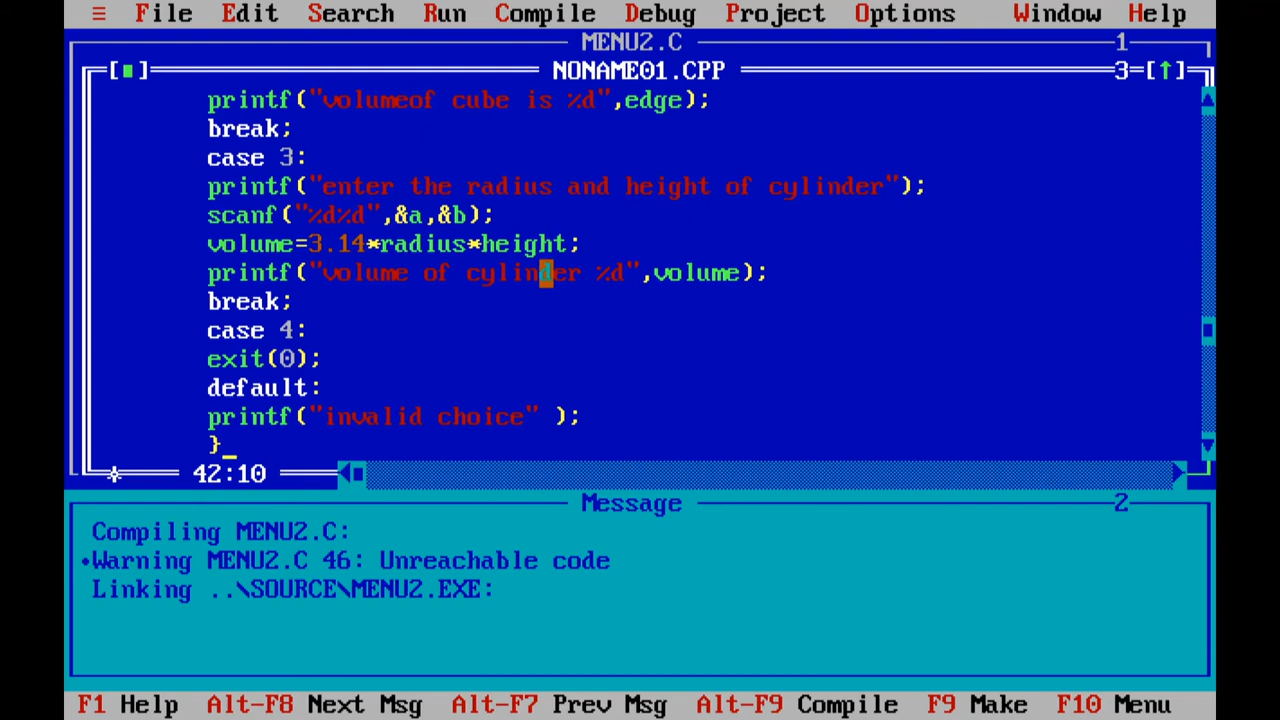 ≡ File Edit Search Run Compile Debug Project Options Window Help
MENU2.C 1
[■] NONAME01.CPP 3=[↑]
printf("volumeof cube is %d",edge);
break;
case 3:
printf("enter the radius and height of cylinder");
scanf("%d%d",&a,&b);
volume=3.14*radius*height;
printf("volume of cylinder %d",volume);
break;
case 4:
exit(0);
default:
printf("invalid choice" );
}_
42:10
Message 2
Compiling MENU2.C:
•Warning MENU2.C 46: Unreachable code
Linking ..\SOURCE\MENU2.EXE:
F1 Help Alt-F8 Next Msg Alt-F7 Prev Msg Alt-F9 Compile F9 Make F10 Menu